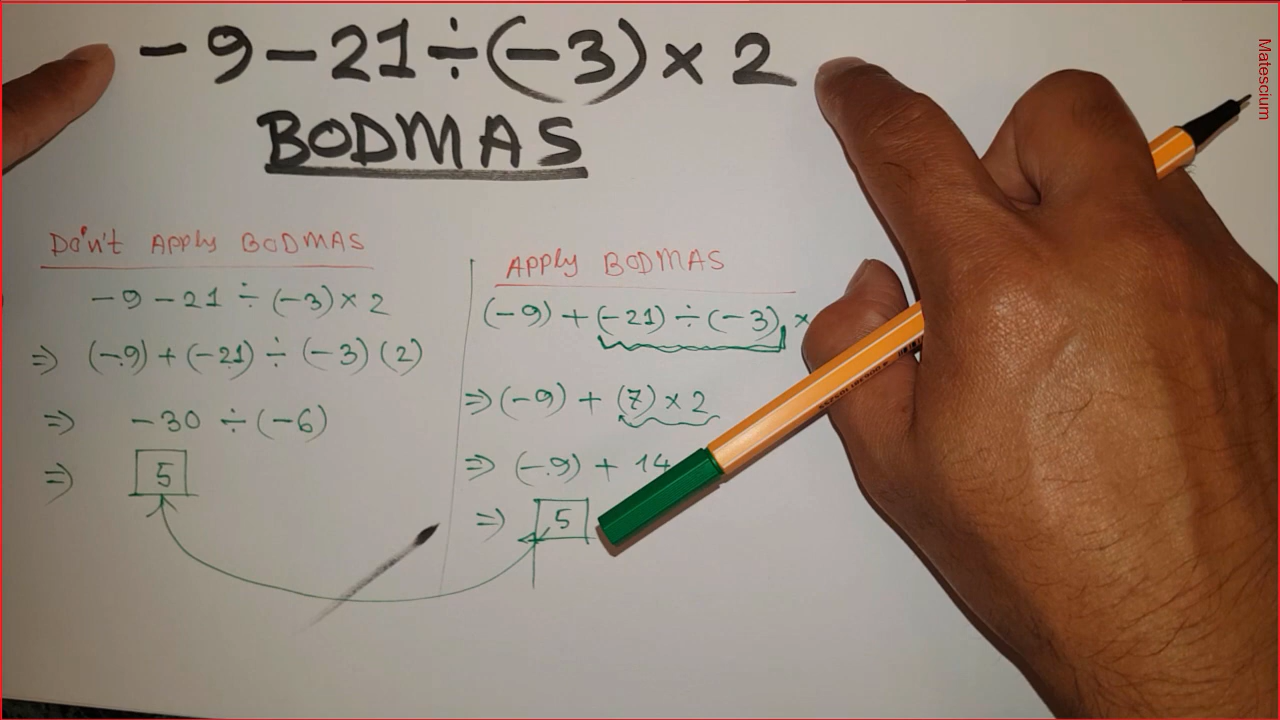 -9-21÷(-3)×2
BODMAS
Don't Apply BODMAS
-9-21÷(-3)×2
⇒ (-9)+(-21)÷(-3)(2)
⇒ -30÷(-6)
⇒ 5
Apply BODMAS
(-9)+(-21)÷(-3)×
⇒(-9)+(7)×2
⇒ (-9)+14
⇒ 5
Matescium